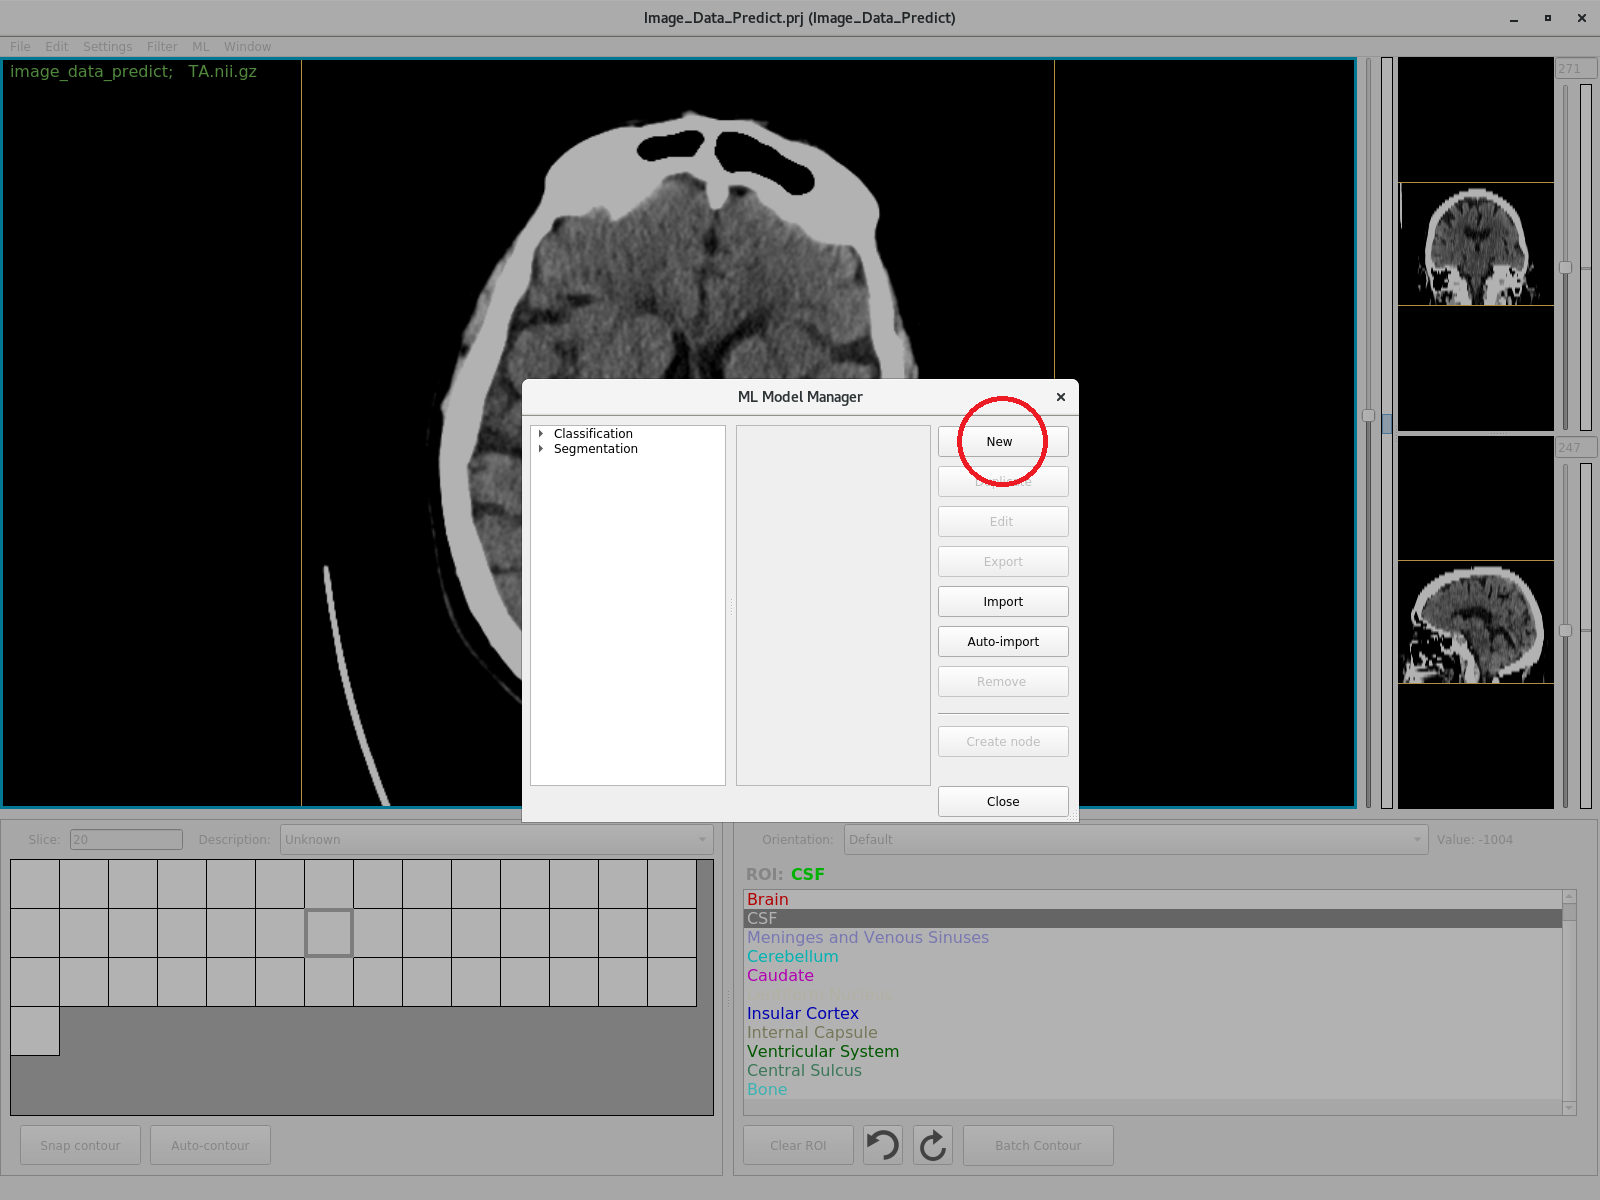 Image_Data_Predict.prj (Image_Data_Predict)
File Edit Settings Filter ML Window
image_data_predict; TA.nii.gz
271
247
ML Model Manager
Classification
Segmentation
New
Duplicate
Edit
Export
Import
Auto-import
Remove
Create node
Close
Slice: 20 Description: Unknown
Orientation: Default Value: -1004
ROI: CSF
Brain
CSF
Meninges and Venous Sinuses
Cerebellum
Caudate
Insular Cortex
Internal Capsule
Ventricular System
Central Sulcus
Bone
Snap contour Auto-contour
Clear ROI Batch Contour